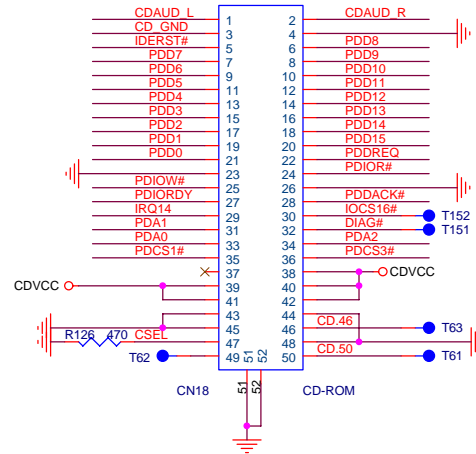 CDAUD_L 1 2 CDAUD_R
CD_GND 3 4
IDERST# 5 6 PDD8
PDD7 7 8 PDD9
PDD6 9 10 PDD10
PDD5 11 12 PDD11
PDD4 13 14 PDD12
PDD3 15 16 PDD13
PDD2 17 18 PDD14
PDD1 19 20 PDD15
PDD0 21 22 PDDREQ
23 24 PDIOR#
PDIOW# 25 26
PDIORDY 27 28 PDDACK#
IRQ14 29 30 IOCS16# T152
PDA1 31 32 DIAG# T151
PDA0 33 34 PDA2
PDCS1# 35 36 PDCS3#
37 38 CDVCC
CDVCC 39 40
41 42
43 44
45 46 CD.46 T63
R126 470 CSEL 47 48
T62 49 51 52 50 CD.50 T61
CN18 51 52 CD-ROM